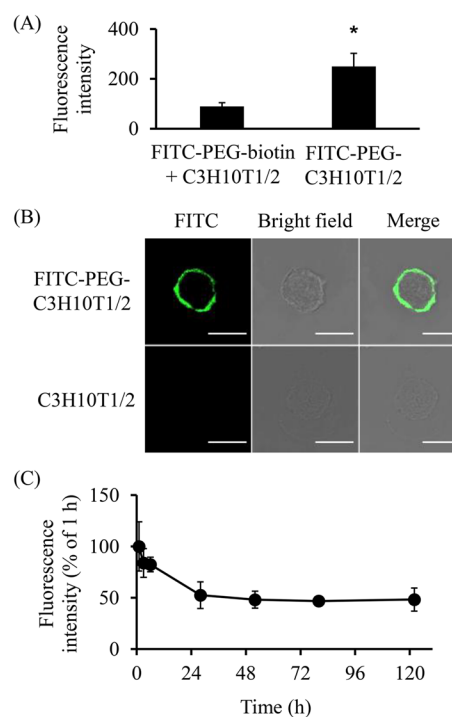 (A)
Fluorescence
intensity
400
200
0
*
FITC-PEG-biotin
+ C3H10T1/2
FITC-PEG-
C3H10T1/2
(B)
FITC Bright field Merge
FITC-PEG-
C3H10T1/2
C3H10T1/2
(C)
Fluorescence
intensity (% of 1 h)
150
100
50
0
0 24 48 72 96 120
Time (h)